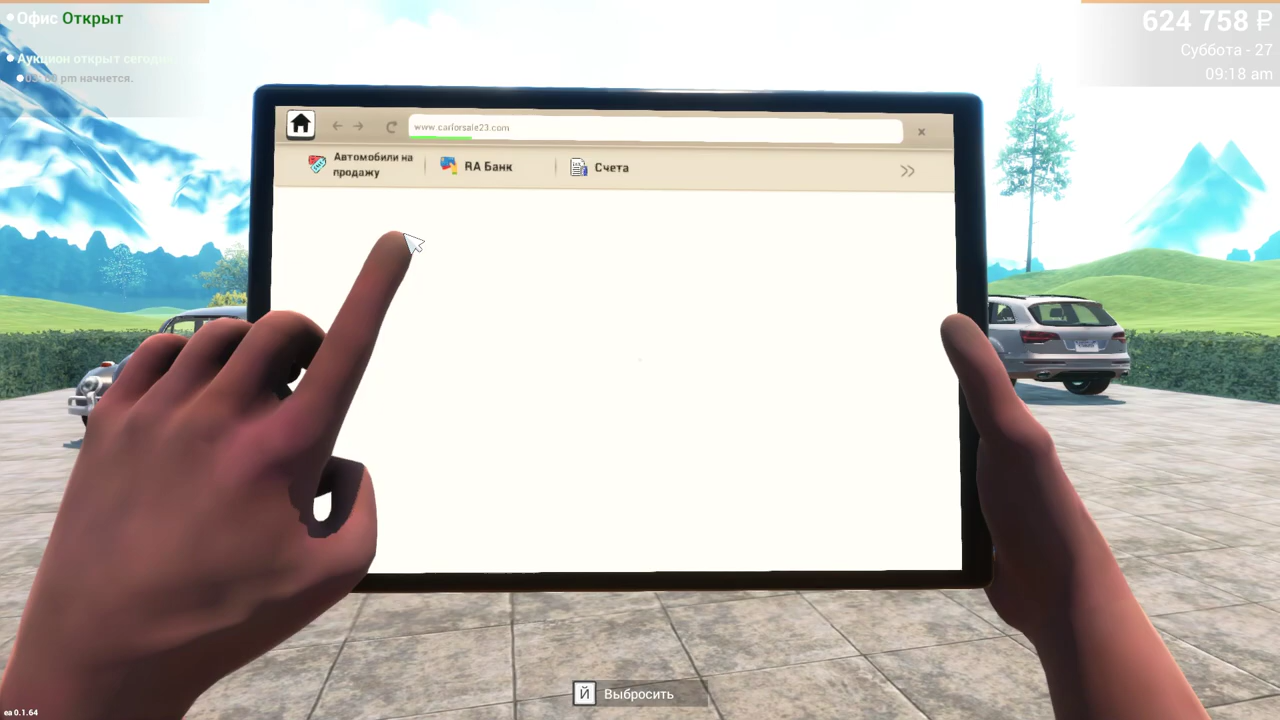 Офис Открыт
624 758 ₽
Суббота - 27
09:18 am
Аукцион открыт
pm начнется.
www.carforsale23.com
Автомобили на
продажу
RA Банк
Счета
Й Выбросить
ea 0.1.64